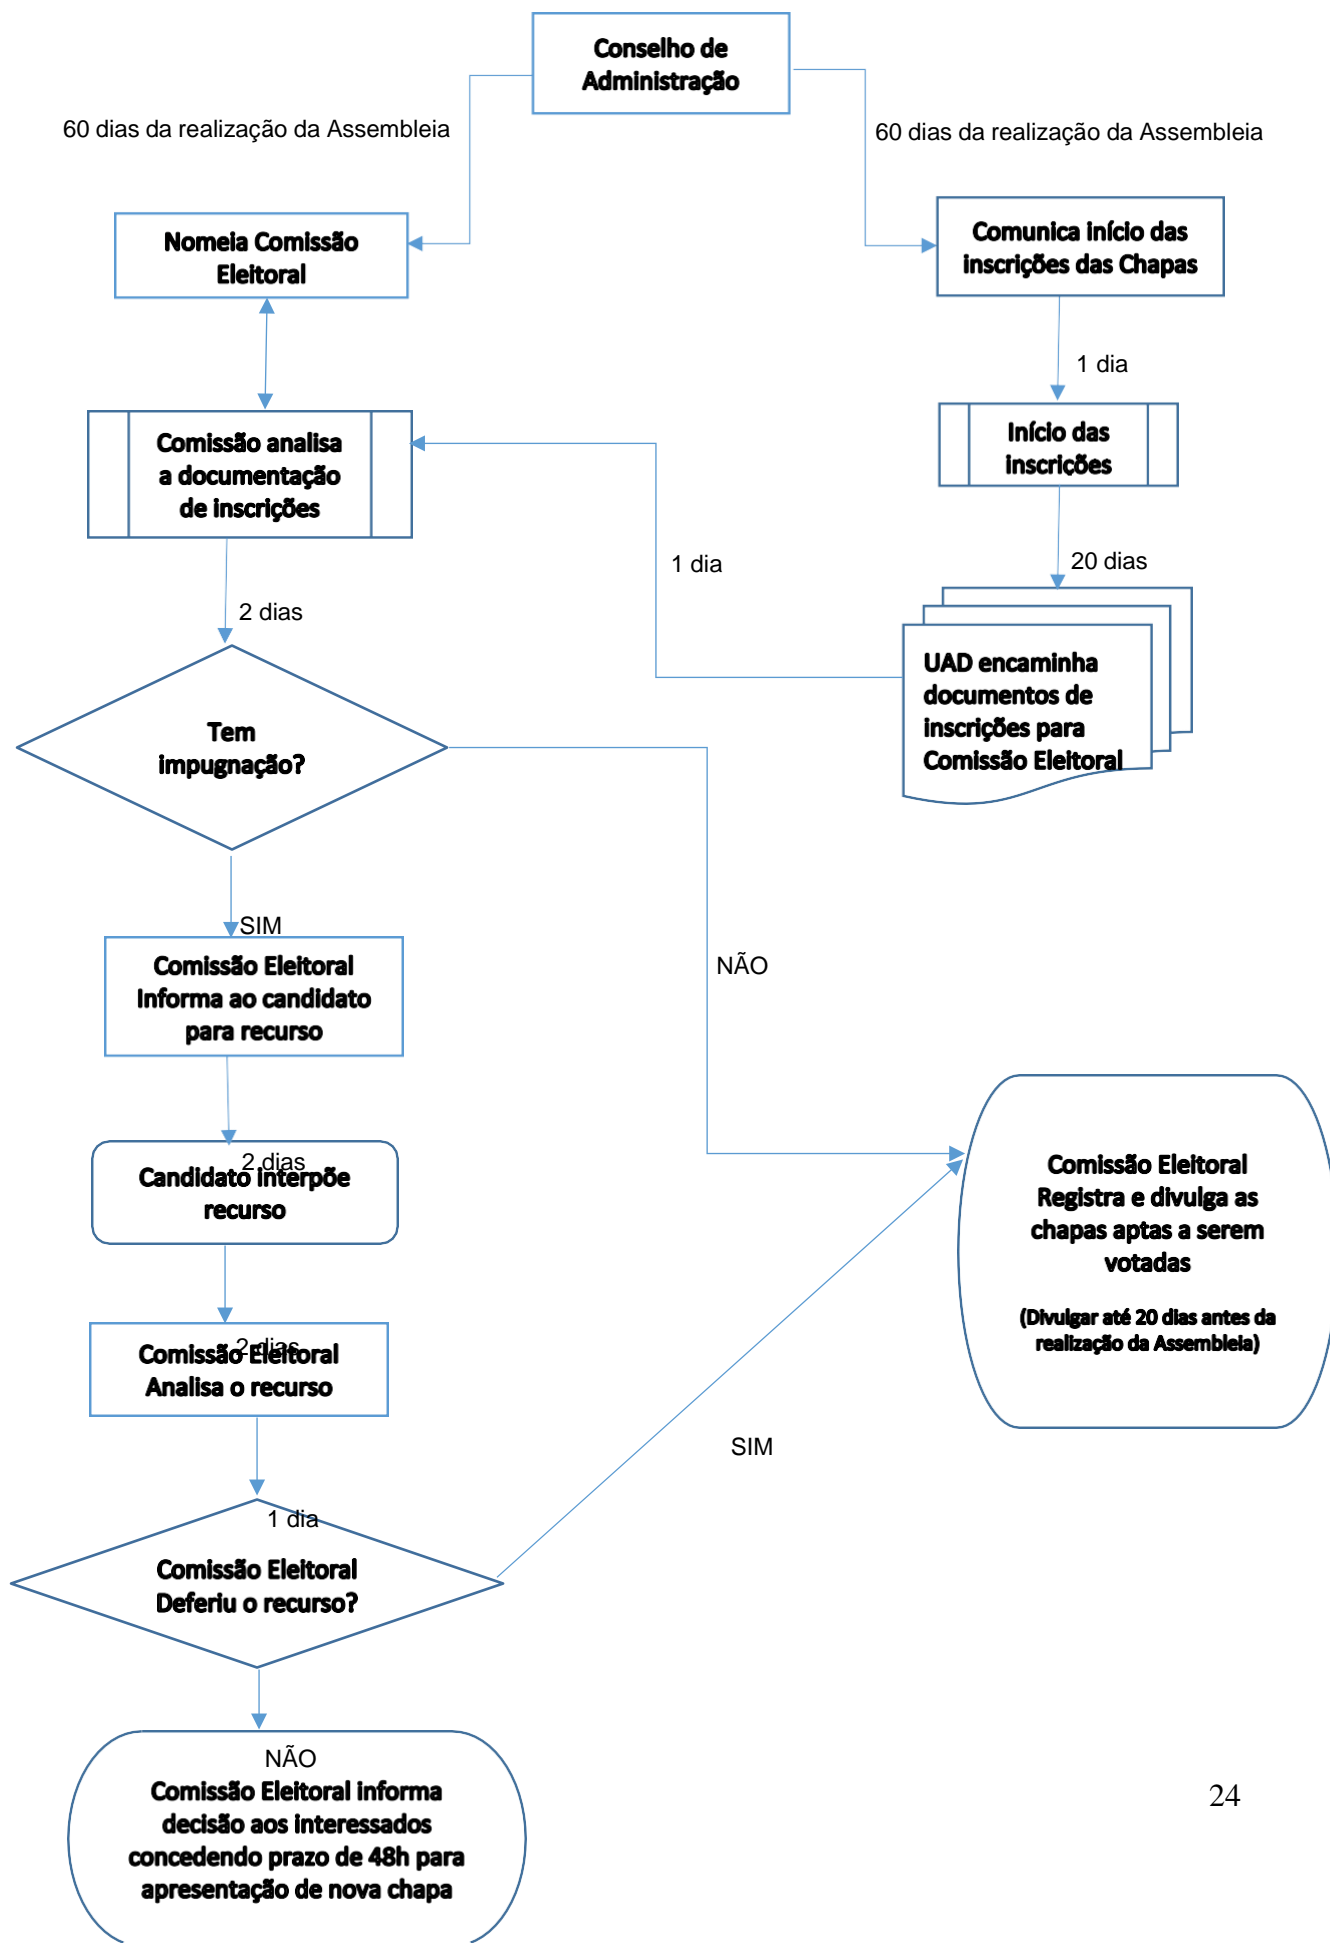 Conselho de
Administração
60 dias da realização da Assembleia
60 dias da realização da Assembleia
Nomeia Comissão
Eleitoral
Comunica início das
inscrições das Chapas
1 dia
Comissão analisa
a documentação
de inscrições
Início das
inscrições
1 dia
20 dias
2 dias
UAD encaminha
documentos de
inscrições para
Comissão Eleitoral
Tem
impugnação?
SIM
NÃO
Comissão Eleitoral
Informa ao candidato
para recurso
2 dias
Candidato interpõe
recurso
Comissão Eleitoral
Registra e divulga as
chapas aptas a serem
votadas
(Divulgar até 20 dias antes da
realização da Assembleia)
2 dias
Comissão Eleitoral
Analisa o recurso
SIM
1 dia
Comissão Eleitoral
Deferiu o recurso?
NÃO
Comissão Eleitoral informa
decisão aos interessados
concedendo prazo de 48h para
apresentação de nova chapa
24